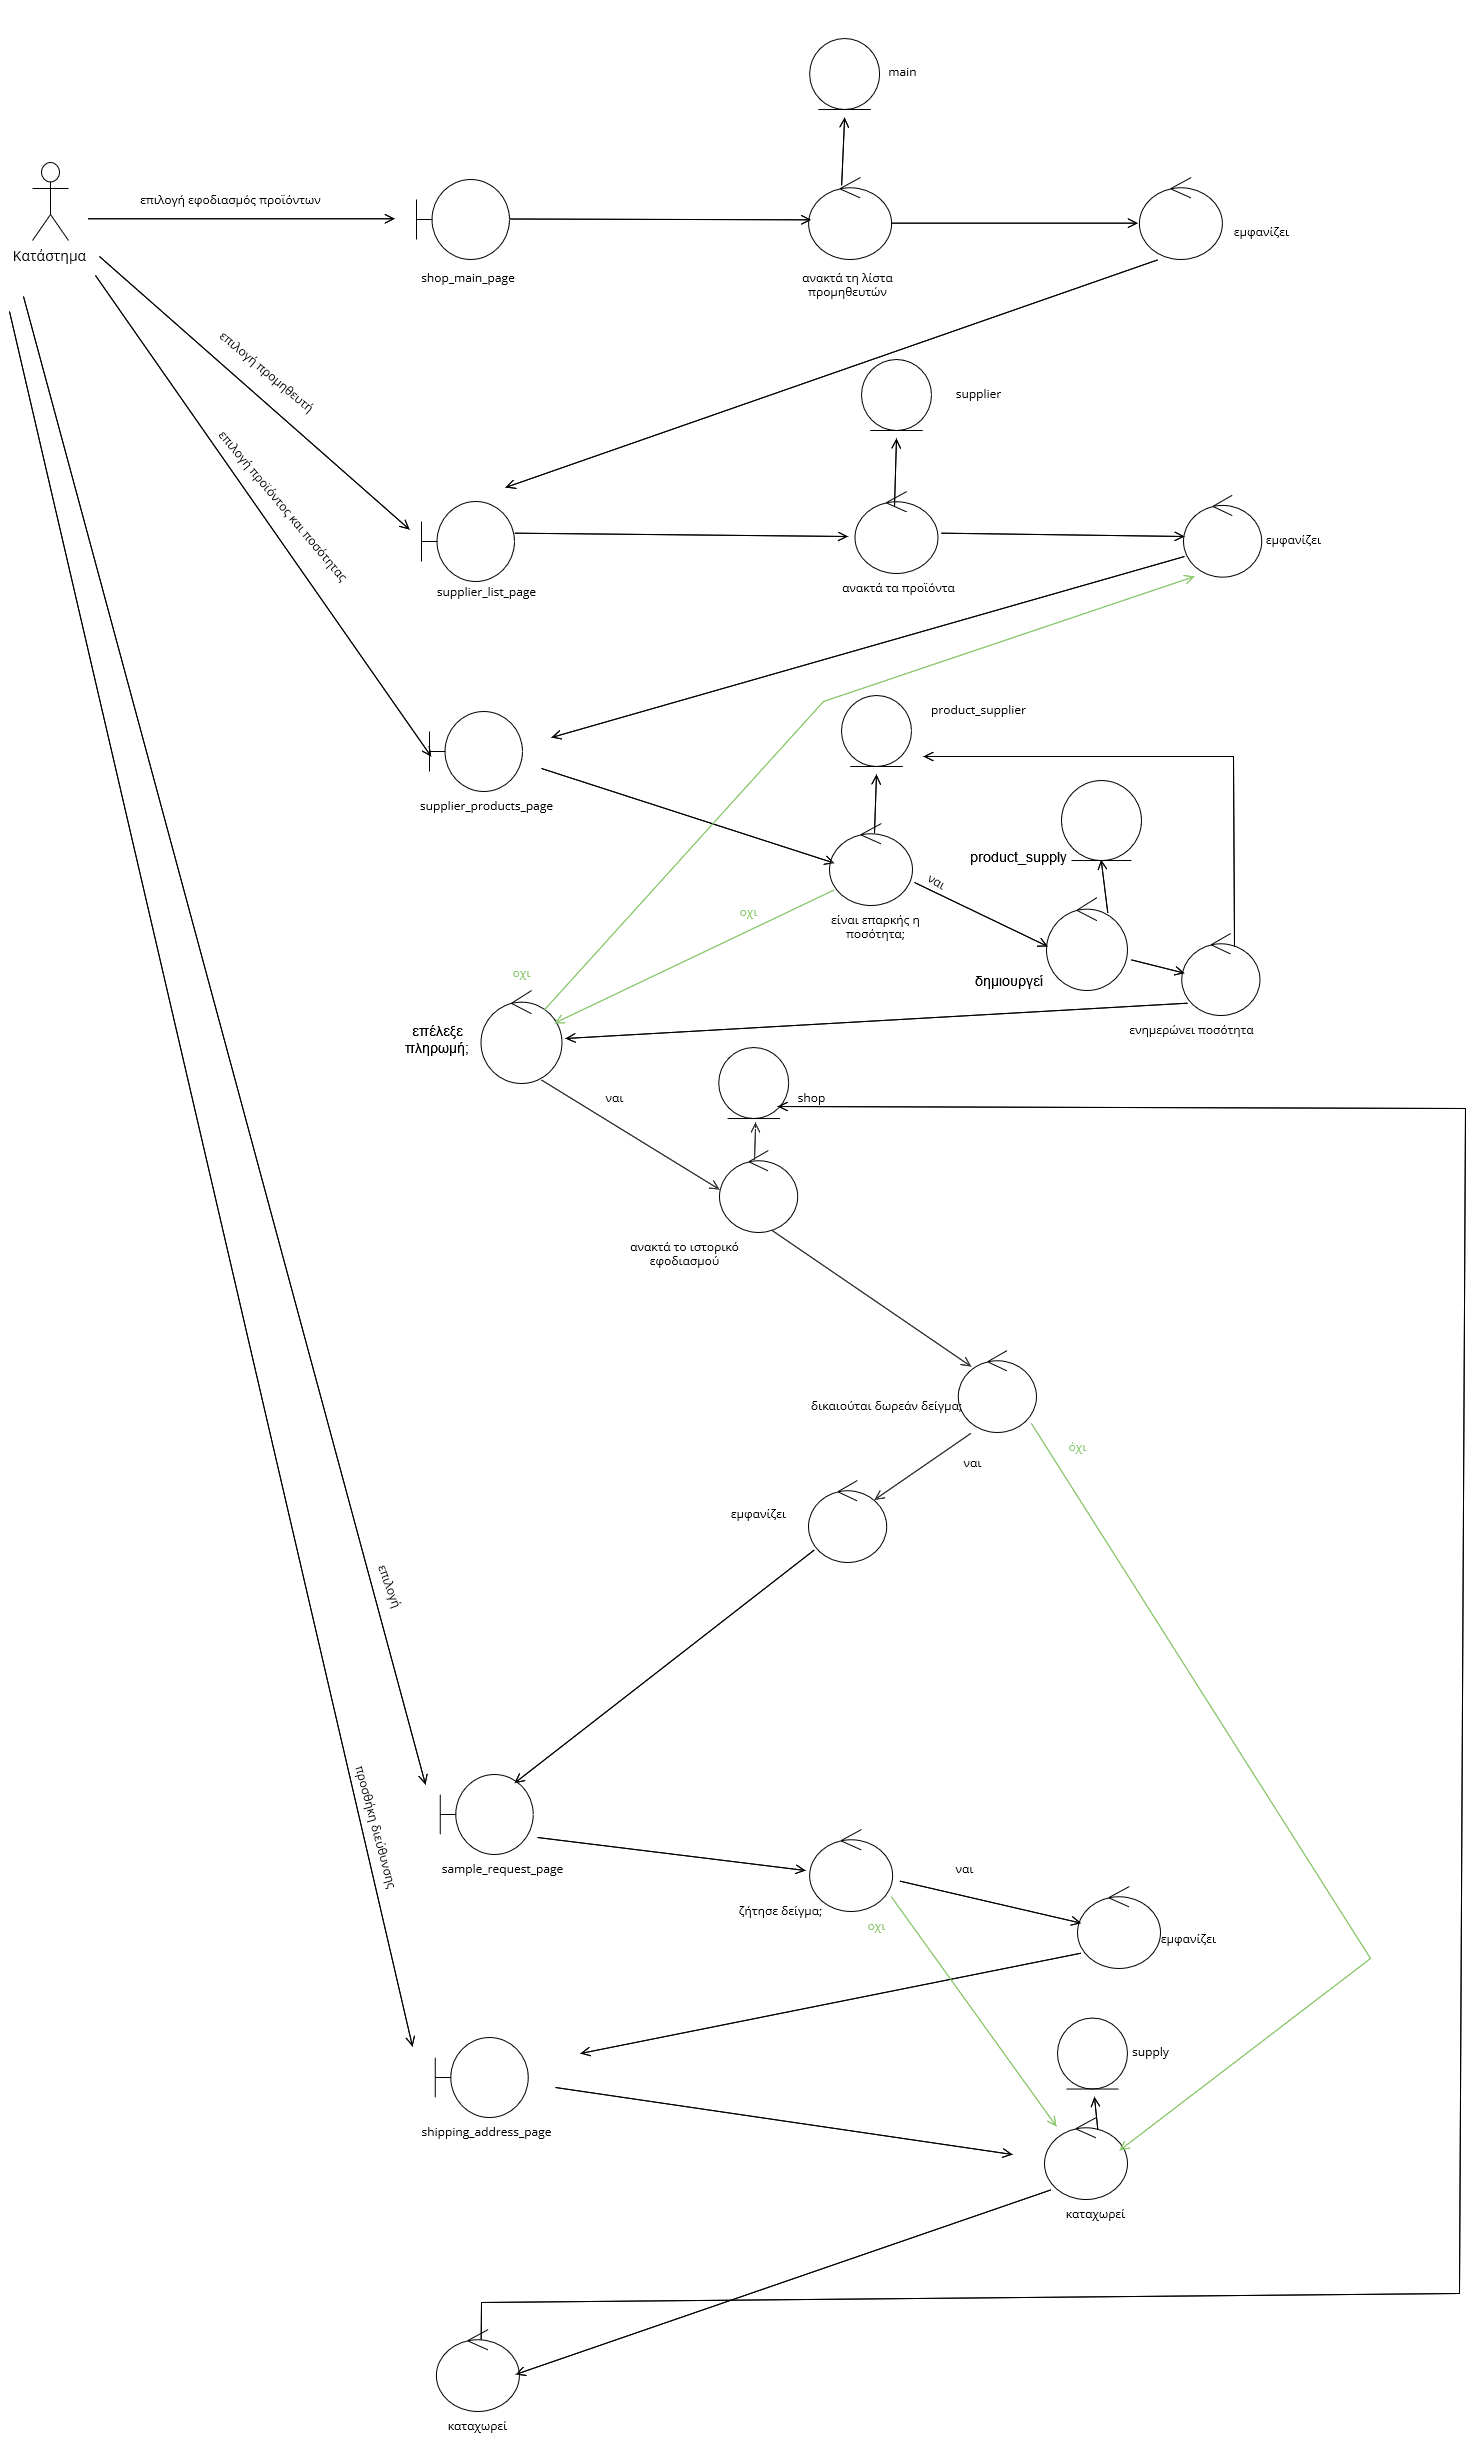 main
επιλογή εφοδιασμός προϊόντων
Κατάστημα
shop_main_page
ανακτά τη λίστα
προμηθευτών
εμφανίζει
επιλογή προμηθευτή
supplier
επιλογή προϊόντος και ποσότητας
supplier_list_page
ανακτά τα προϊόντα
εμφανίζει
product_supplier
supplier_products_page
product_supply
ναι
οχι
είναι επαρκής η
ποσότητα;
οχι
δημιουργεί
επέλεξε
πληρωμή;
ενημερώνει ποσότητα
ναι
shop
ανακτά το ιστορικό
εφοδιασμού
δικαιούται δωρεάν δείγμα;
όχι
ναι
εμφανίζει
επιλογή
προσθήκη διεύθυνσης
sample_request_page
ναι
ζήτησε δείγμα;
οχι
εμφανίζει
supply
shipping_address_page
καταχωρεί
καταχωρεί